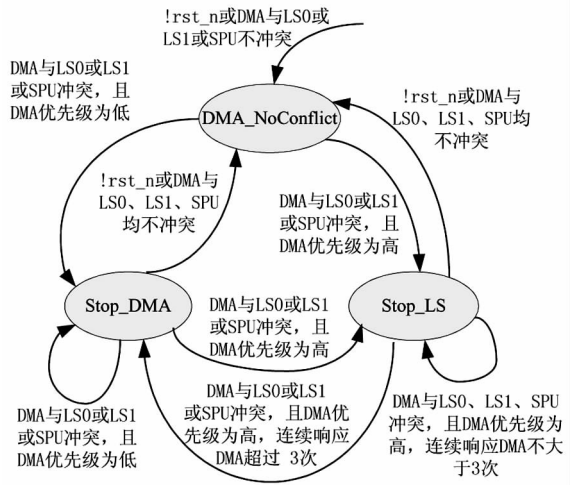 !rst_n或DMA与LS0或
LS1或SPU不冲突
DMA与LS0或LS1
或SPU冲突，且
DMA优先级为低
DMA_NoConflict
!rst_n或DMA与
LS0、LS1、SPU均
不冲突
!rst_n或DMA与
LS0、LS1、SPU
均不冲突
DMA与LS0或LS1
或SPU冲突，且
DMA优先级为高
Stop_DMA
Stop_LS
DMA与LS0或LS1
或SPU冲突，且
DMA优先级为高
DMA与LS0或LS1
或SPU冲突，且
DMA优先级为低
DMA与LS0或LS1
或SPU冲突，且DMA优
先级为高，连续响应
DMA超过 3次
DMA与LS0、LS1、SPU
冲突，且DMA优先级为
高，连续响应DMA不大
于3次